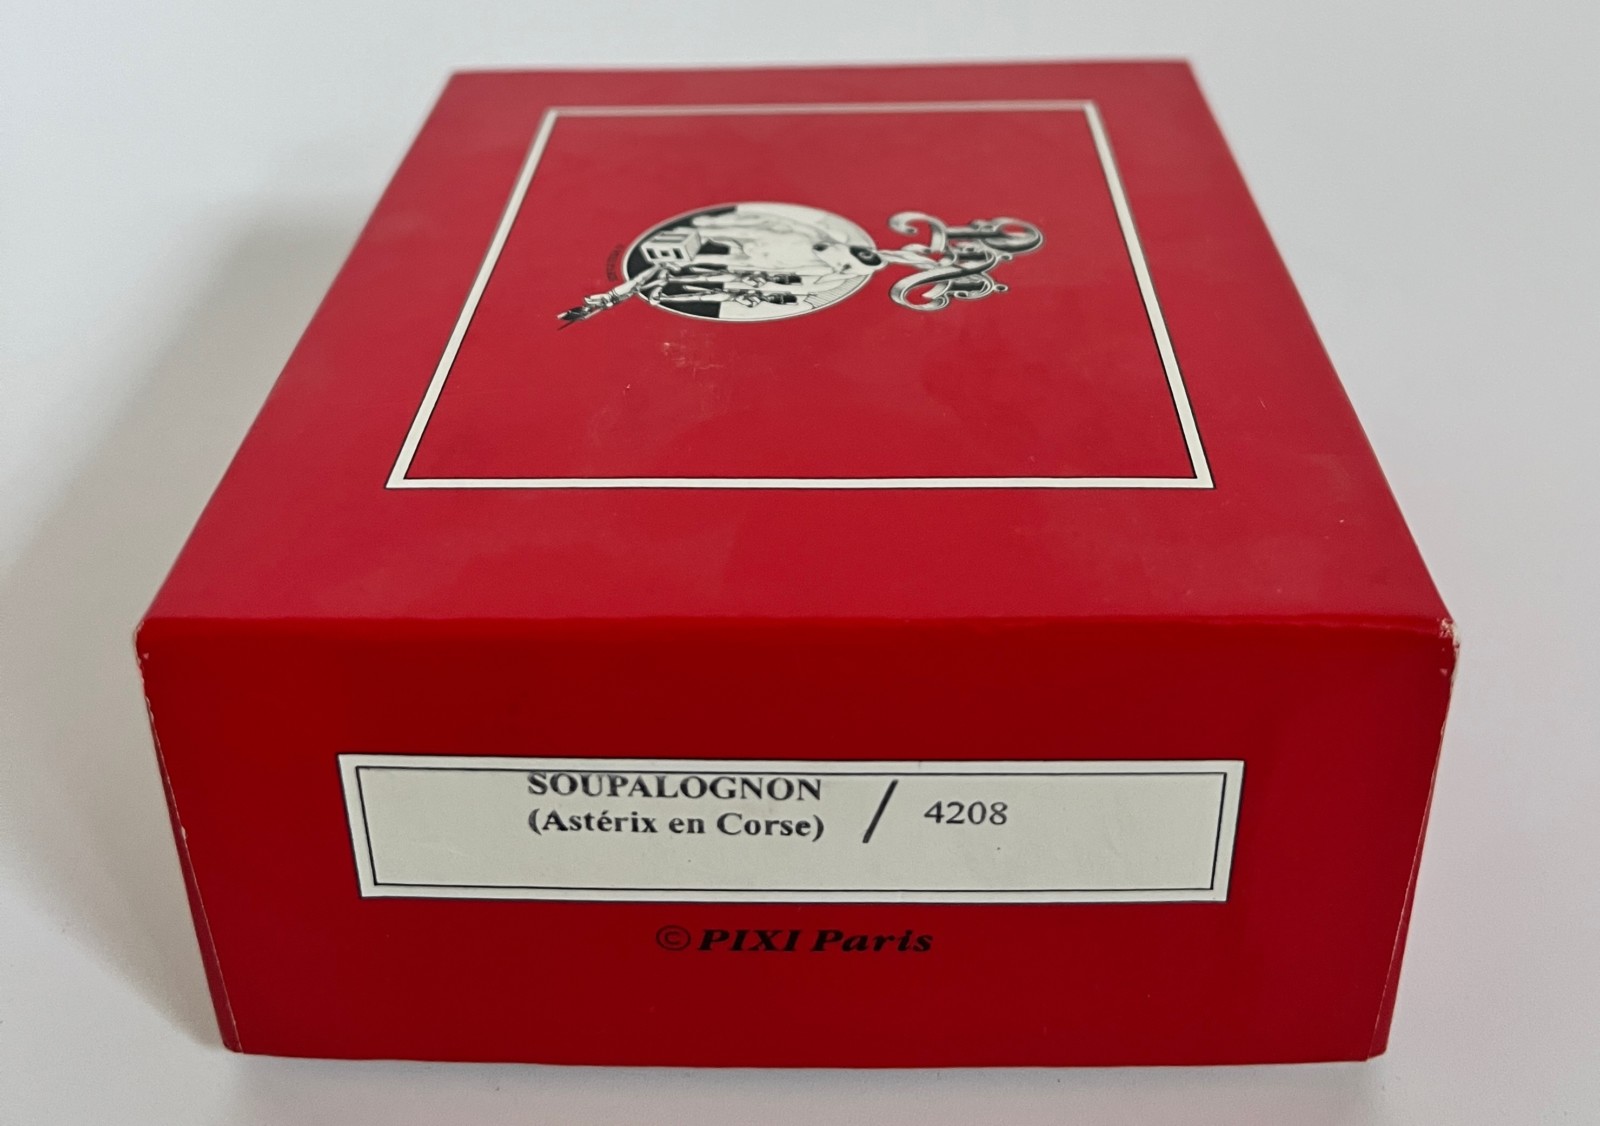 SOUPALOGNON
(Astérix en Corse) / 4208
©PIXI Paris